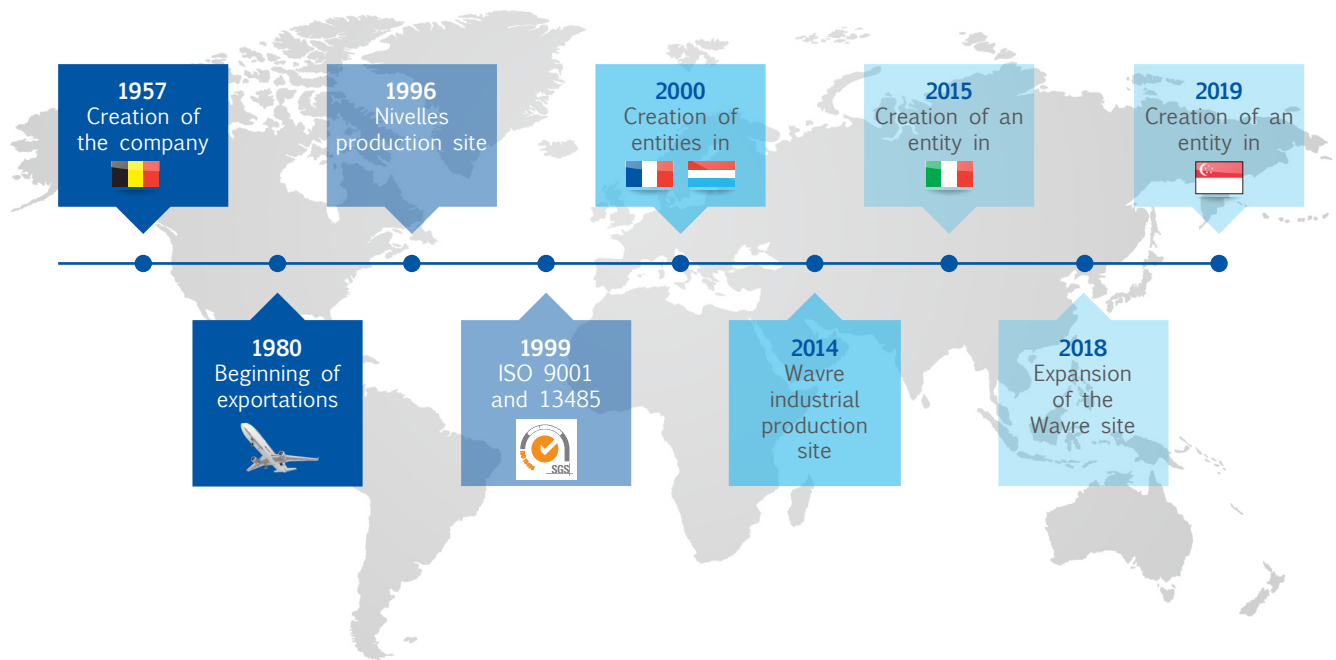 1957
Creation of
the company
1980
Beginning of
exportations
1996
Nivelles
production site
1999
ISO 9001
and 13485
SGS
2000
Creation of
entities in
2014
Wavre
industrial
production
site
2015
Creation of an
entity in
2018
Expansion
of the
Wavre site
2019
Creation of an
entity in